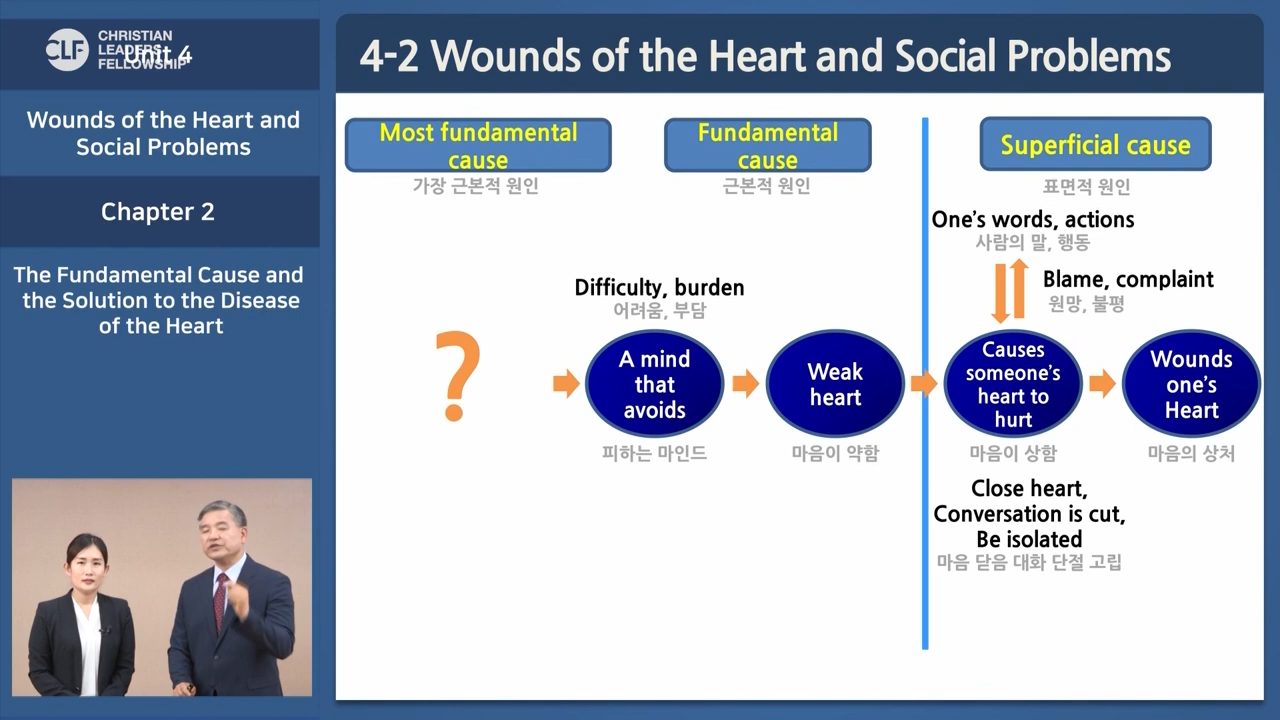 CLF
CHRISTIAN
LEADERS
FELLOWSHIP
Unit 4
Wounds of the Heart and
Social Problems
Chapter 2
The Fundamental Cause and
the Solution to the Disease
of the Heart
4-2 Wounds of the Heart and Social Problems
Most fundamental
cause
가장 근본적 원인
Fundamental
cause
근본적 원인
Superficial cause
표면적 원인
One's words, actions
사람의 말, 행동
Blame, complaint
원망, 불평
Difficulty, burden
어려움, 부담
?
A mind
that
avoids
피하는 마인드
Weak
heart
마음이 약함
Causes
someone's
heart to
hurt
마음이 상함
Wounds
one's
Heart
마음의 상처
Close heart,
Conversation is cut,
Be isolated
마음 닫음 대화 단절 고립